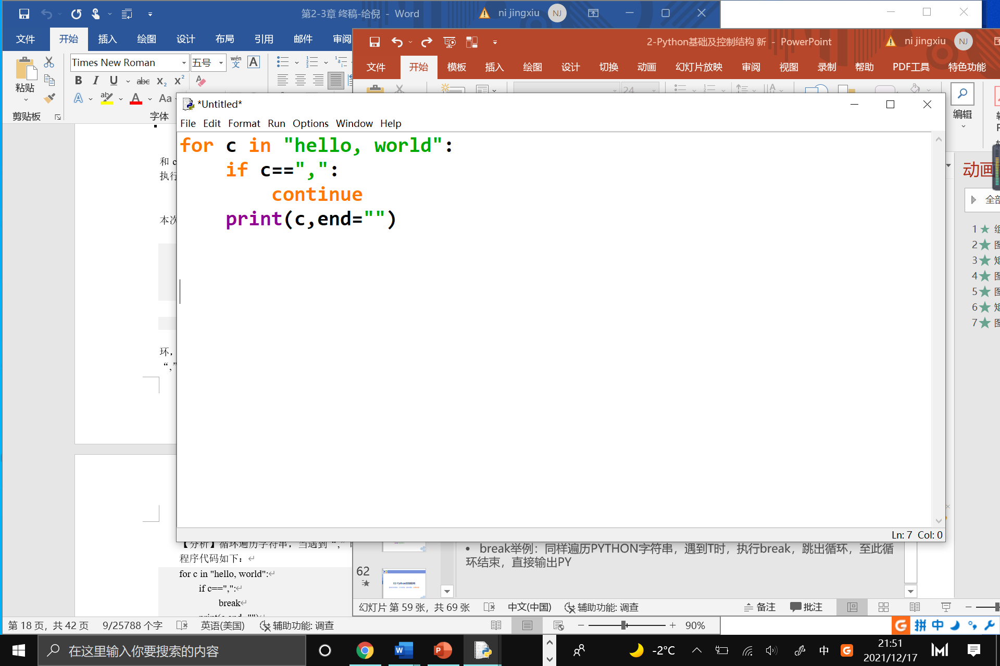 第2-3章 终稿-给倪 - Word
ni jingxiu
NJ
文件 开始 插入 绘图 设计 布局 引用 邮件 审阅
Times New Roman 五号
粘贴
剪贴板
字体
2-Python基础及控制结构 新 - PowerPoint
ni jingxiu
NJ
文件 开始 模板 插入 绘图 设计 切换 动画 幻灯片放映 审阅 视图 录制 帮助 PDF工具 特色功能
24
编辑
*Untitled*
File Edit Format Run Options Window Help
for c in "hello, world":
    if c==",":
        continue
    print(c,end="")
Ln: 7 Col: 0
和 c
执行
本次
环，
“,”
动画
全部
1
2
3
4
5
6
7
【分析】循环遍历字符串，当遇到“,”
程序代码如下：
for c in "hello, world":
if c==",":
break
62
03 Python控制结构
• break举例：同样遍历PYTHON字符串，遇到T时，执行break，跳出循环，至此循
环结束，直接输出PY
幻灯片 第 59 张，共 69 张 中文(中国) 辅助功能: 调查 备注 批注
第 18 页，共 42 页 9/25788 个字 英语(美国) 辅助功能: 调查 90%
拼 中
在这里输入你要搜索的内容
-2°C
中
21:51
2021/12/17